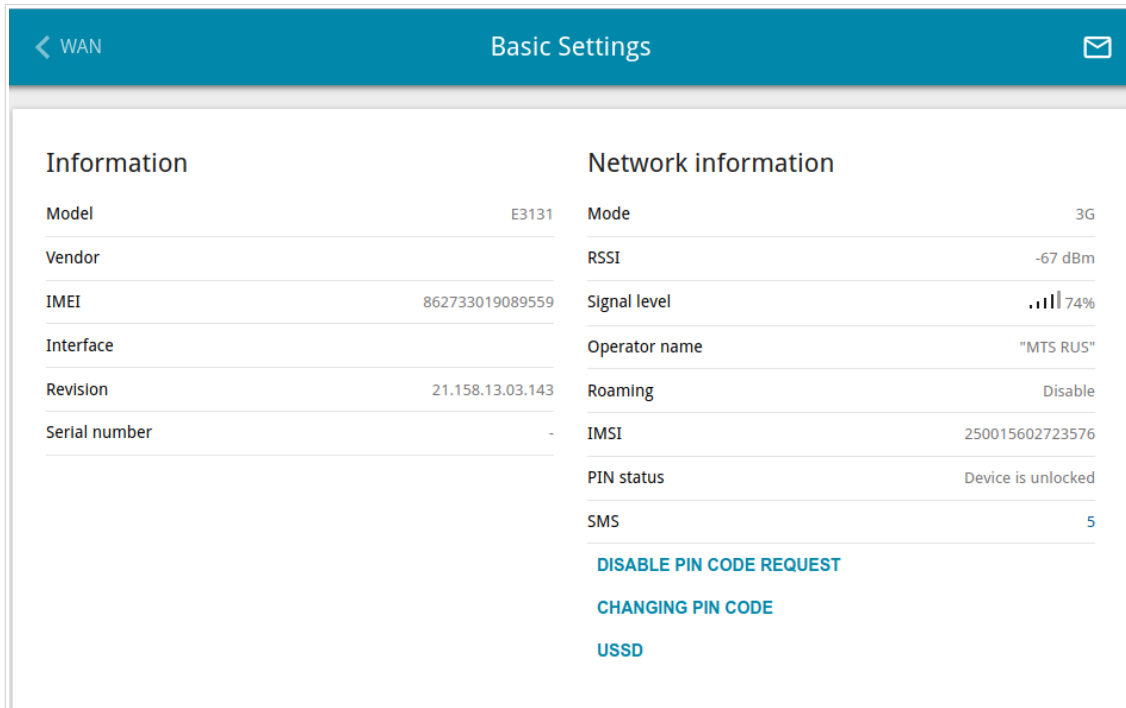 WAN
Basic Settings
Information
Model E3131
Vendor
IMEI 862733019089559
Interface
Revision 21.158.13.03.143
Serial number -
Network information
Mode 3G
RSSI -67 dBm
Signal level 74%
Operator name "MTS RUS"
Roaming Disable
IMSI 250015602723576
PIN status Device is unlocked
SMS 5
DISABLE PIN CODE REQUEST
CHANGING PIN CODE
USSD